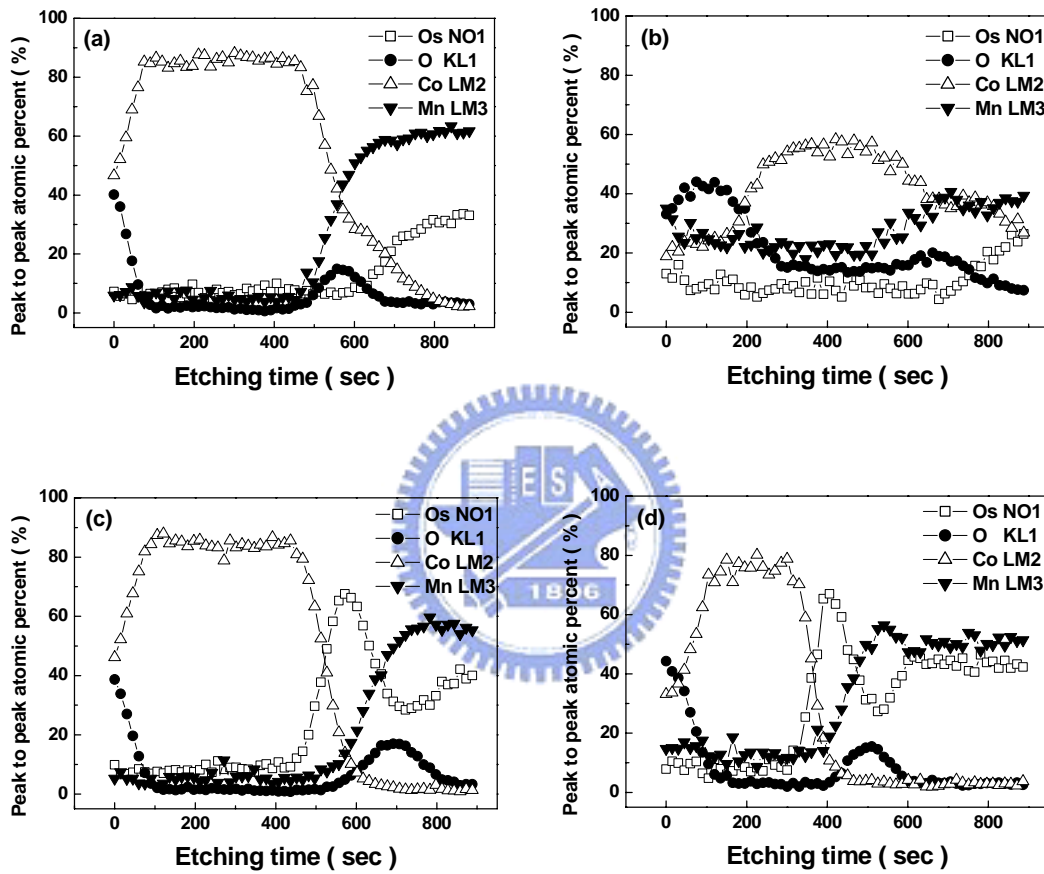 (a)
Os NO1
O KL1
Co LM2
Mn LM3
100
80
60
40
20
0
Peak to peak atomic percent ( % )
0 200 400 600 800
Etching time ( sec )
(b)
Os NO1
O KL1
Co LM2
Mn LM3
100
80
60
40
20
0
Peak to peak atomic percent ( % )
0 200 400 600 800
Etching time ( sec )
E S
1896
(c)
Os NO1
O KL1
Co LM2
Mn LM3
100
80
60
40
20
0
Peak to peak atomic percent ( % )
0 200 400 600 800
Etching time ( sec )
(d)
Os NO1
O KL1
Co LM2
Mn LM3
100
80
60
40
20
0
Peak to peak atomic percent ( % )
0 200 400 600 800
Etching time ( sec )